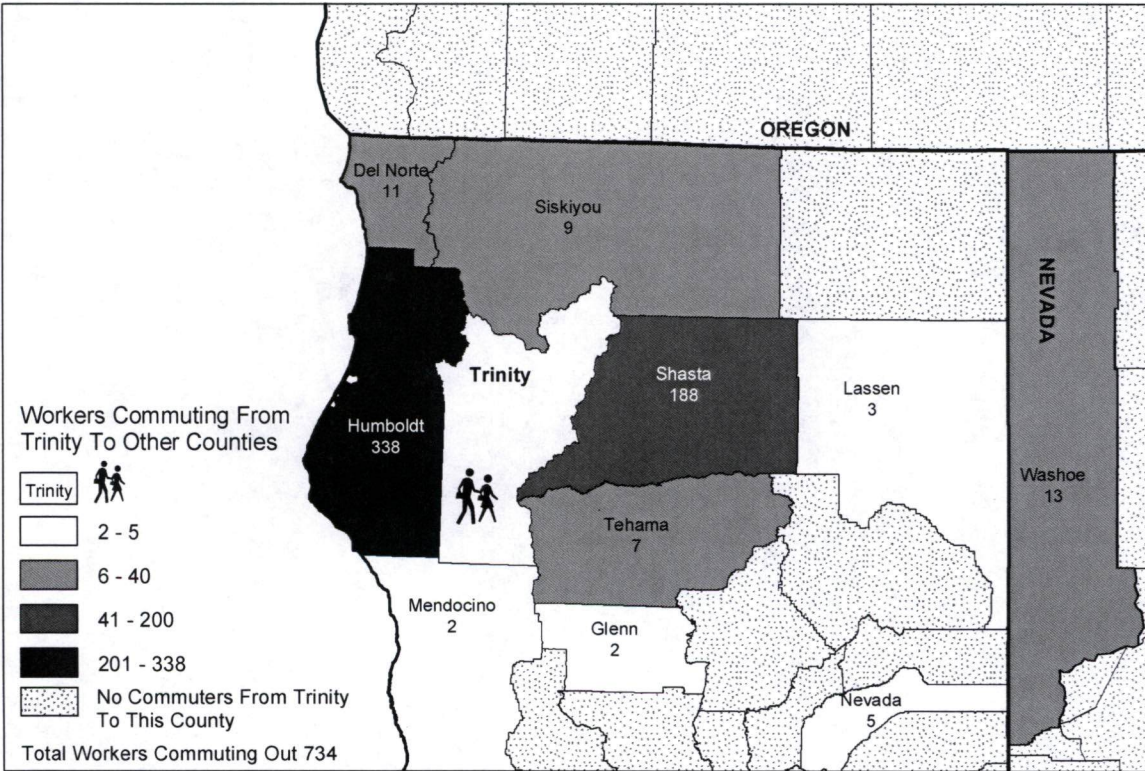 OREGON
Del Norte
11
Siskiyou
9
NEVADA
Trinity
Shasta
188
Lassen
3
Humboldt
338
Washoe
13
Tehama
7
Mendocino
2
Glenn
2
Nevada
5
Workers Commuting From
Trinity To Other Counties
Trinity
2 - 5
6 - 40
41 - 200
201 - 338
No Commuters From Trinity
To This County
Total Workers Commuting Out 734